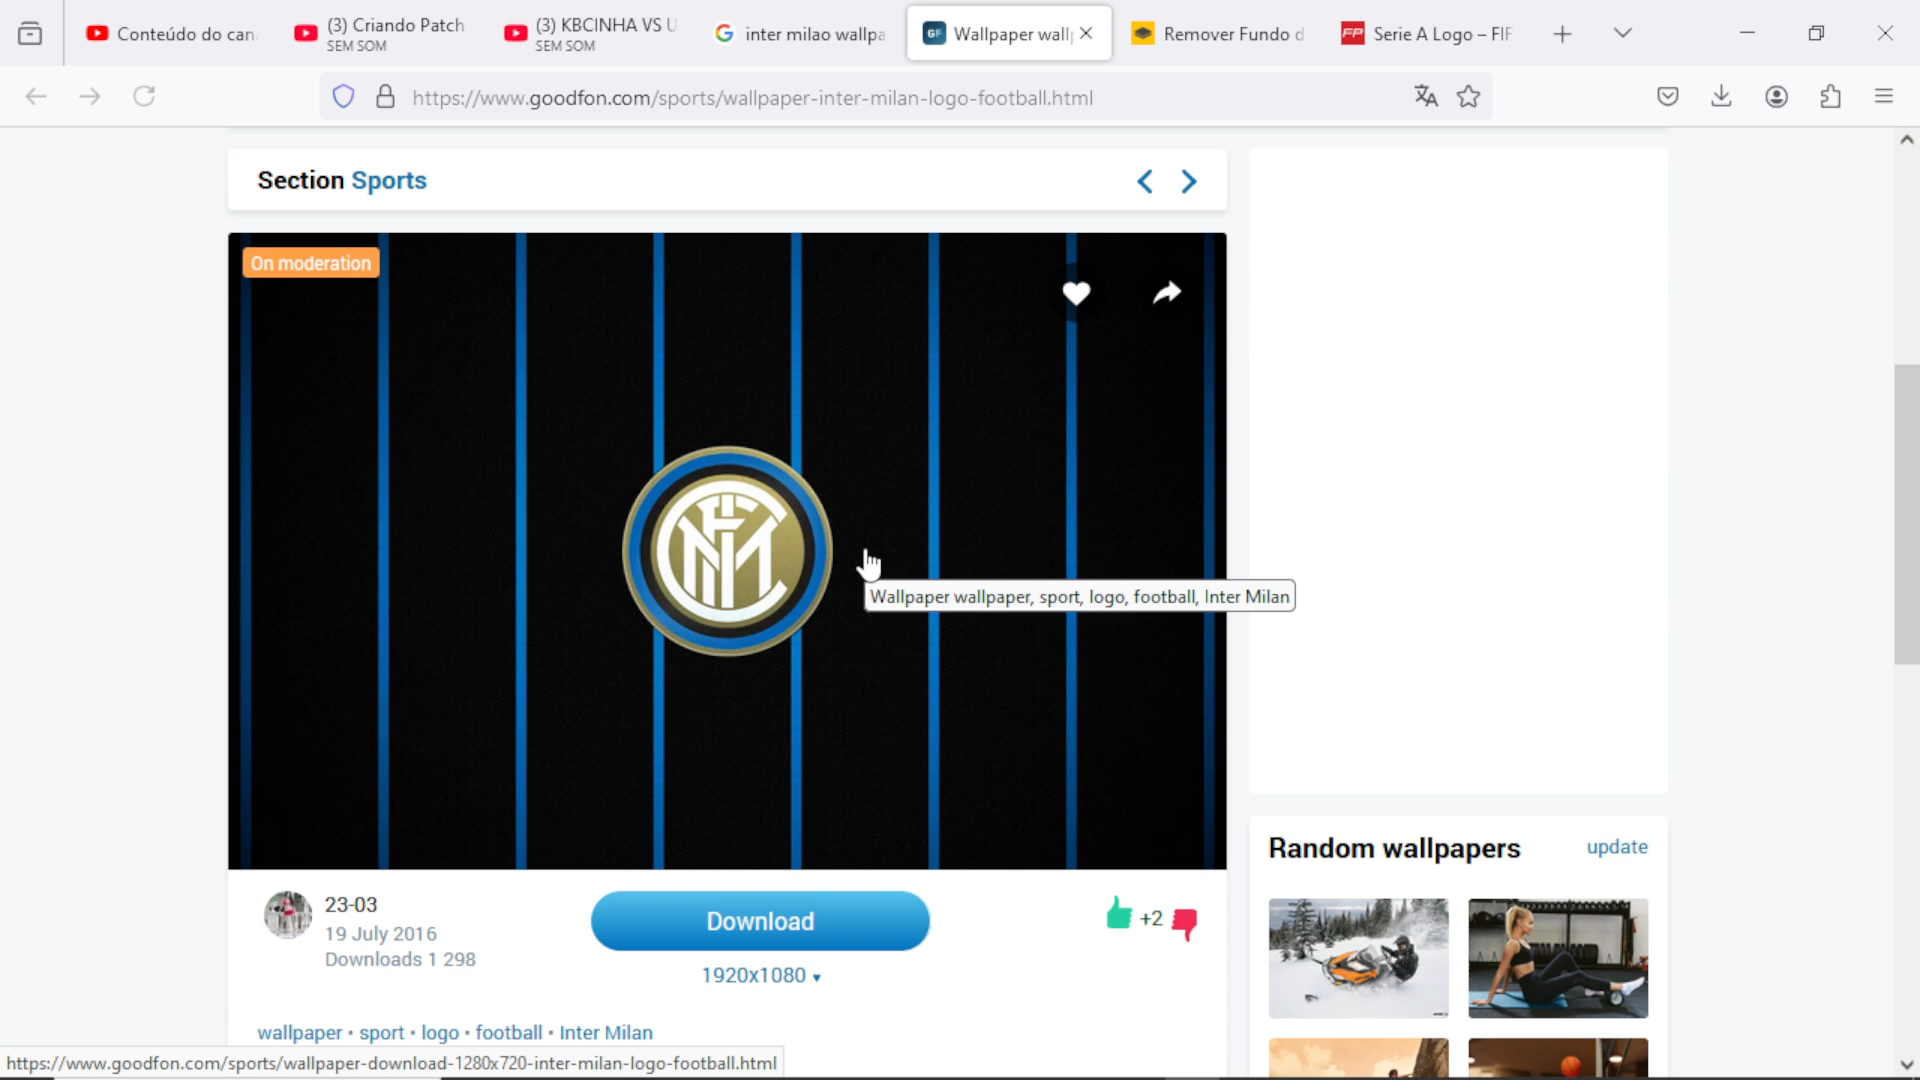 Conteúdo do can
(3) Criando Patch
SEM SOM
(3) KBCINHA VS U
SEM SOM
inter milao wallpa
GF
Wallpaper wallp
Remover Fundo d
FP
Serie A Logo – FIF
https://www.goodfon.com/sports/wallpaper-inter-milan-logo-football.html
Section Sports
On moderation
Wallpaper wallpaper, sport, logo, football, Inter Milan
Random wallpapers
update
23-03
19 July 2016
Downloads 1 298
Download
1920x1080
+2
wallpaper • sport • logo • football • Inter Milan
https://www.goodfon.com/sports/wallpaper-download-1280x720-inter-milan-logo-football.html